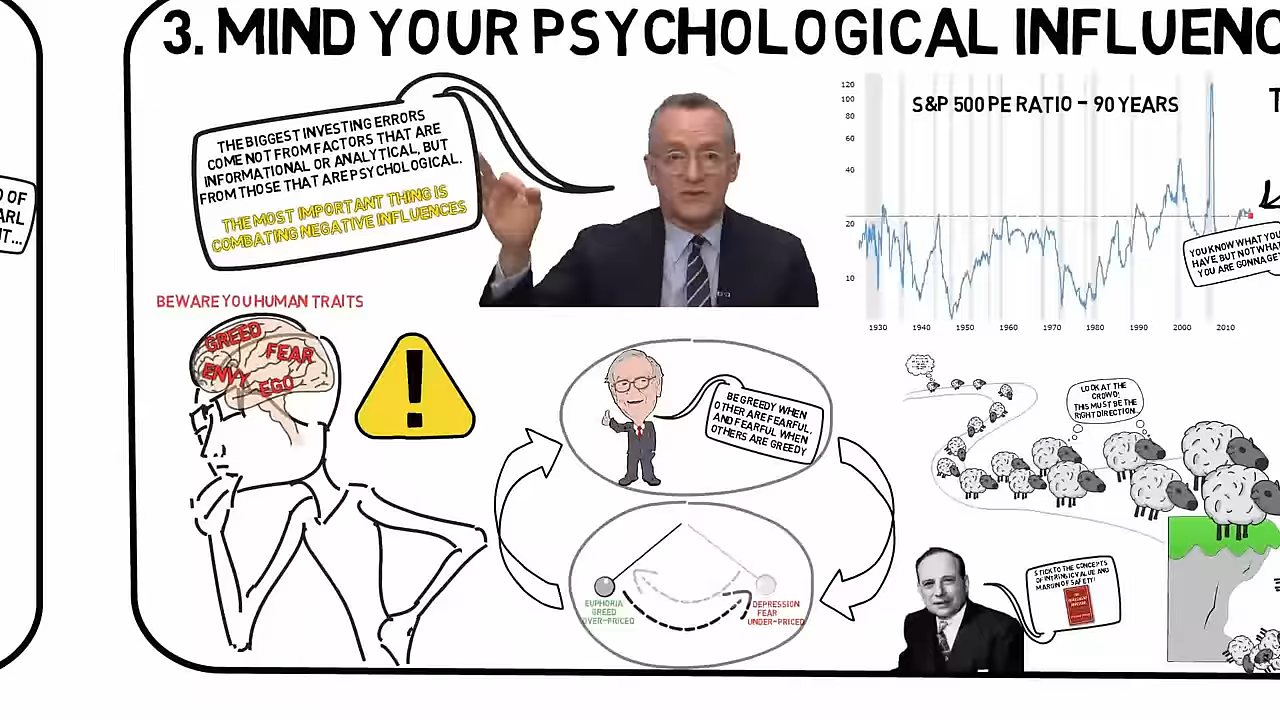 3. MIND YOUR PSYCHOLOGICAL INFLUENC
THE BIGGEST INVESTING ERRORS
COME NOT FROM FACTORS THAT ARE
INFORMATIONAL OR ANALYTICAL, BUT
FROM THOSE THAT ARE PSYCHOLOGICAL.
THE MOST IMPORTANT THING IS
COMBATING NEGATIVE INFLUENCES
S&P 500 PE RATIO - 90 YEARS
120
100
80
60
40
20
10
1930 1940 1950 1960 1970 1980 1990 2000 2010
T
YOU KNOW WHAT YOU
HAVE, BUT NOT WHA
YOU ARE GONNA GE
D OF
ARL
T...
BEWARE YOU HUMAN TRAITS
GREED
FEAR
ENVY
EGO
!
BE GREEDY WHEN
OTHER ARE FEARFUL,
AND FEARFUL WHEN
OTHERS ARE GREEDY
EUPHORIA
GREED
OVER-PRICED
DEPRESSION
FEAR
UNDER-PRICED
LOOK AT THE
CROWD!
THIS MUST BE THE
RIGHT DIRECTION.
STICK TO THE CONCEPTS
OF INTRINSIC VALUE AND
MARGIN OF SAFETY!